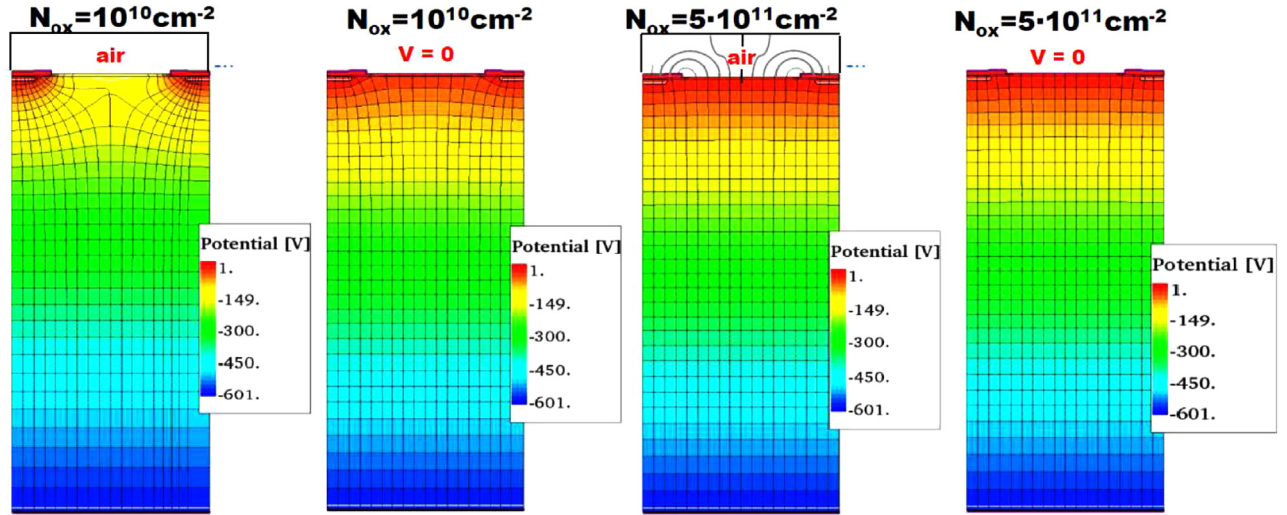 Nox=10¹⁰cm⁻²
air
Potential [V]
1.
-149.
-300.
-450.
-601.
Nox=10¹⁰cm⁻²
V = 0
Potential [V]
1.
-149.
-300.
-450.
-601.
Nox=5·10¹¹cm⁻²
air
Potential [V]
1.
-149.
-300.
-450.
-601.
Nox=5·10¹¹cm⁻²
V = 0
Potential [V]
1.
-149.
-300.
-450.
-601.